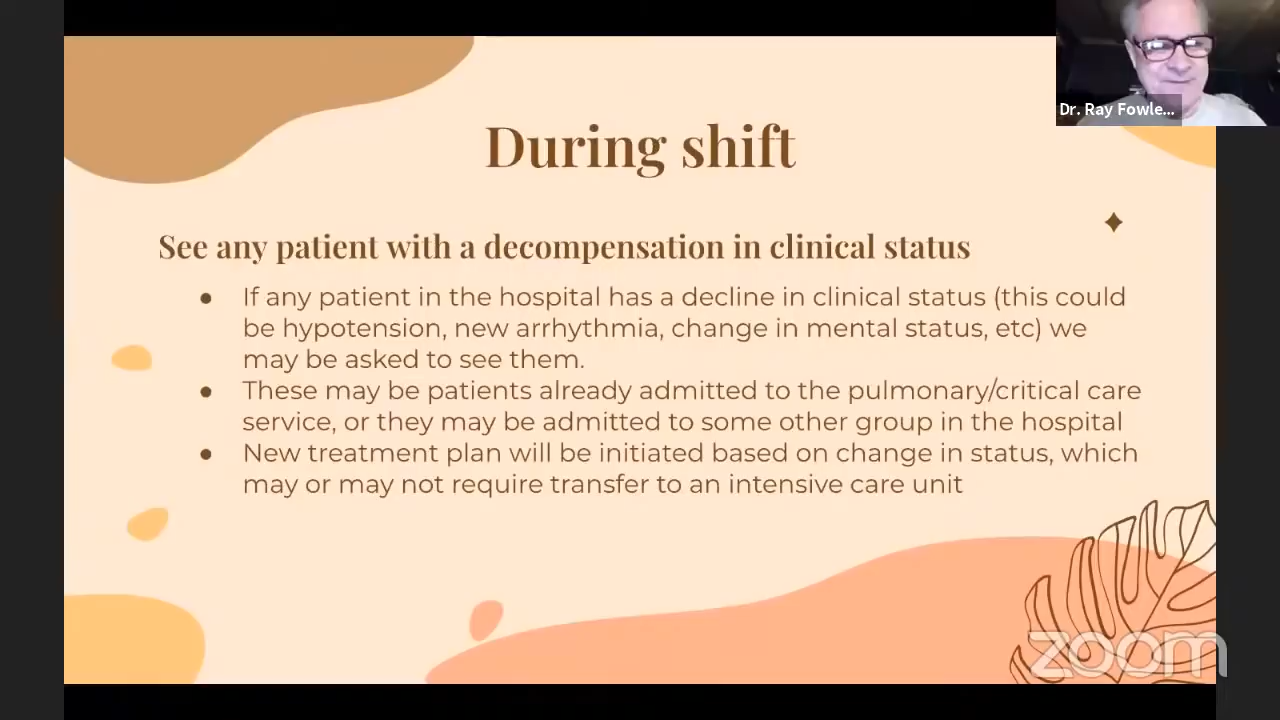 Dr. Ray Fowle...
During shift
See any patient with a decompensation in clinical status
● If any patient in the hospital has a decline in clinical status (this could
be hypotension, new arrhythmia, change in mental status, etc) we
may be asked to see them.
● These may be patients already admitted to the pulmonary/critical care
service, or they may be admitted to some other group in the hospital
● New treatment plan will be initiated based on change in status, which
may or may not require transfer to an intensive care unit
zoom